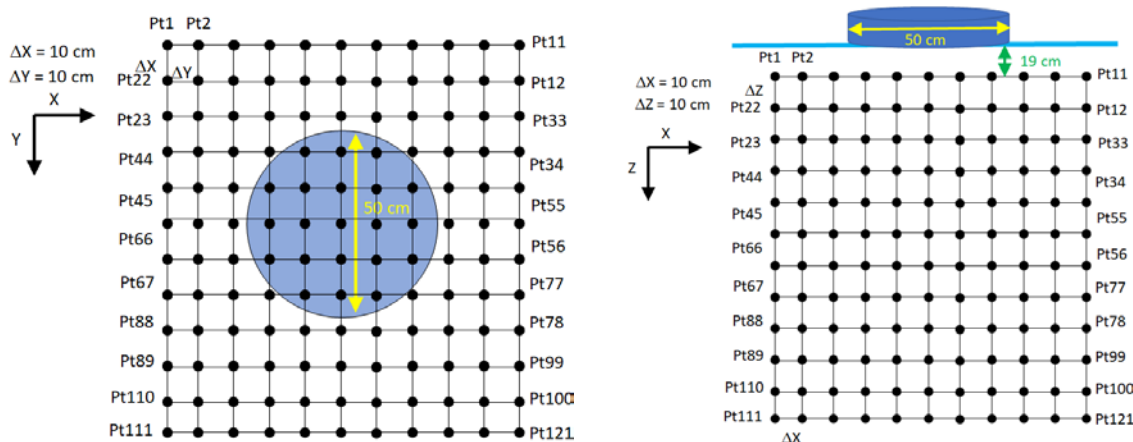 Pt1 Pt2
ΔX = 10 cm
ΔY = 10 cm
X
Y
ΔX
ΔY
Pt11
Pt22
Pt12
Pt23
Pt33
Pt44
Pt34
Pt45
Pt55
Pt66
Pt56
Pt67
Pt77
Pt88
Pt78
Pt89
Pt99
Pt110
Pt100
Pt111
Pt121
50 cm
50 cm
19 cm
Pt1 Pt2
ΔX = 10 cm
ΔZ = 10 cm
X
Z
ΔZ
Pt11
Pt22
Pt12
Pt23
Pt33
Pt44
Pt34
Pt45
Pt55
Pt66
Pt56
Pt67
Pt77
Pt88
Pt78
Pt89
Pt99
Pt110
Pt100
Pt111
Pt121
ΔX